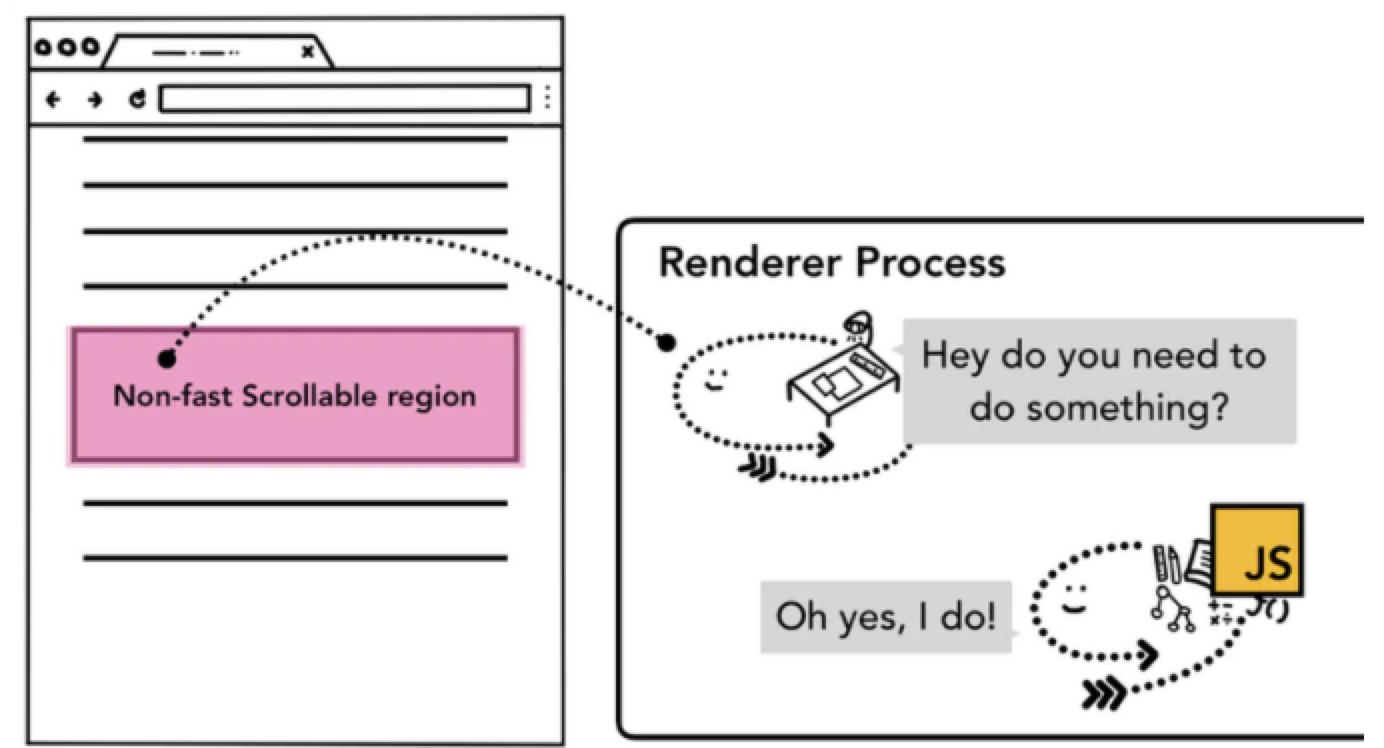 Non-fast Scrollable region
Renderer Process
Hey do you need to
do something?
Oh yes, I do!
JS